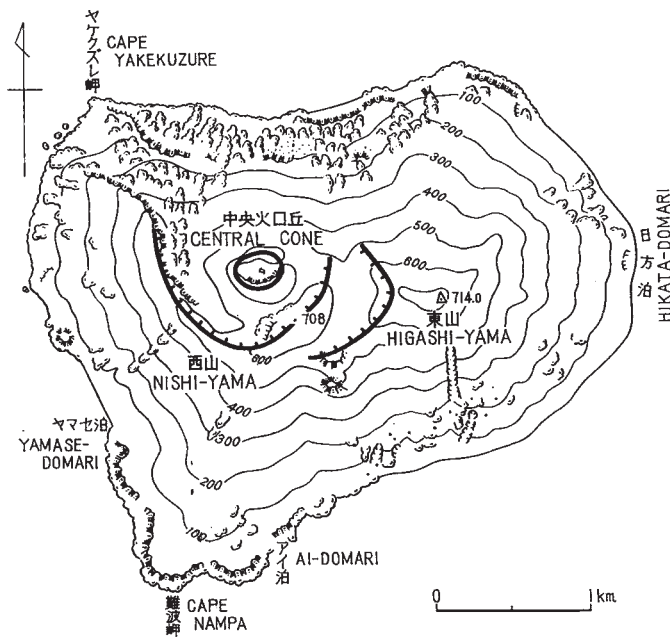 ヤケクズレ岬
CAPE
YAKEKUZURE
100
200
300
400
500
600
中央火口丘
CENTRAL CONE
日方泊
HIKATA-DOMARI
714.0
東山
HIGASHI-YAMA
708
600
西山
NISHI-YAMA
400
300
200
100
ヤマセ泊
YAMASE-
DOMARI
アイ泊
AI-DOMARI
難波岬
CAPE
NAMPA
0
1km